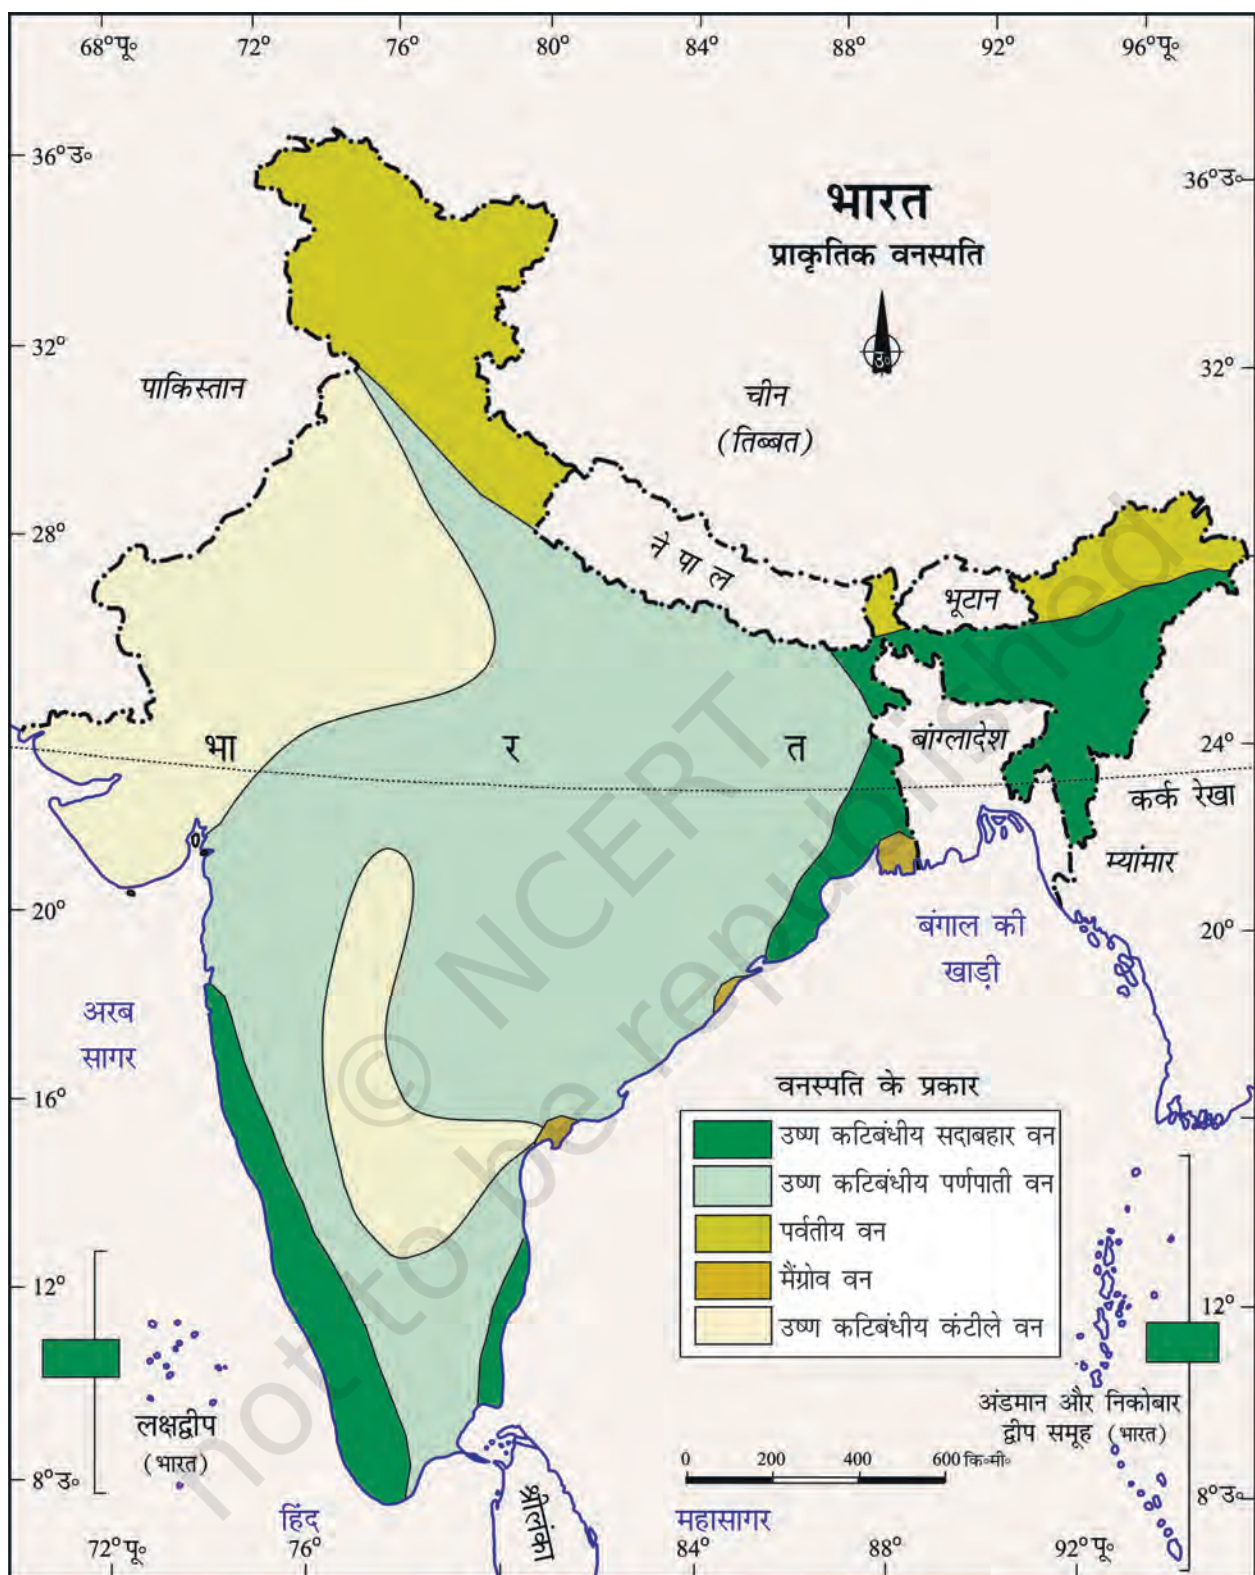 68°पू॰ 72° 76° 80° 84° 88° 92° 96°पू॰
36°उ॰
36°उ॰
भारत
प्राकृतिक वनस्पति
उ॰
32°
32°
पाकिस्तान
चीन
(तिब्बत)
28°
नेपाल
भूटान
भा र त
बांग्लादेश
24°
कर्क रेखा
म्यांमार
20°
20°
बंगाल की
खाड़ी
अरब
सागर
16°
वनस्पति के प्रकार
उष्ण कटिबंधीय सदाबहार वन
उष्ण कटिबंधीय पर्णपाती वन
पर्वतीय वन
मैंग्रोव वन
उष्ण कटिबंधीय कंटीले वन
12°
12°
लक्षद्वीप
(भारत)
अंडमान और निकोबार
द्वीप समूह (भारत)
0 200 400 600 कि॰मी॰
8°उ॰
8°उ॰
श्रीलंका
हिंद महासागर
72°पू॰ 76° 84° 88° 92°पू॰
© NCERT
not to be republished